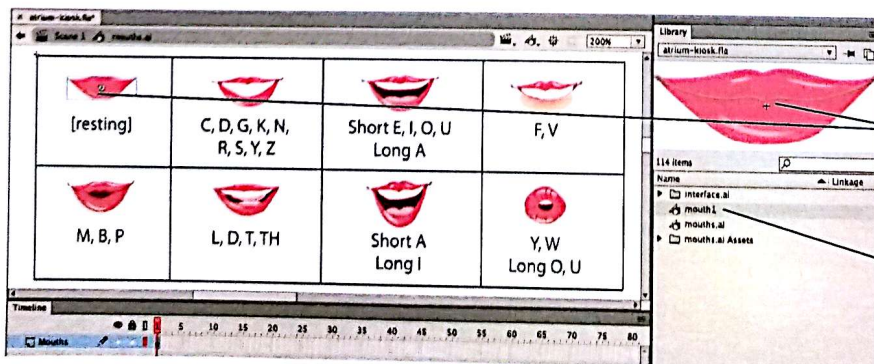 atrium-kiosk.fla*
Scene 1 mouths.ai
200%
[resting]
C, D, G, K, N,
R, S, Y, Z
Short E, I, O, U
Long A
F, V
M, B, P
L, D, T, TH
Short A
Long I
Y, W
Long O, U
Timeline
5 10 15 20 25 30 35 40 45 50 55 60 65 70 75 80
Mouths
Library
atrium-kiosk.fla
114 items
Name Linkage
interface.ai
mouth1
mouths.ai
mouths.ai Assets